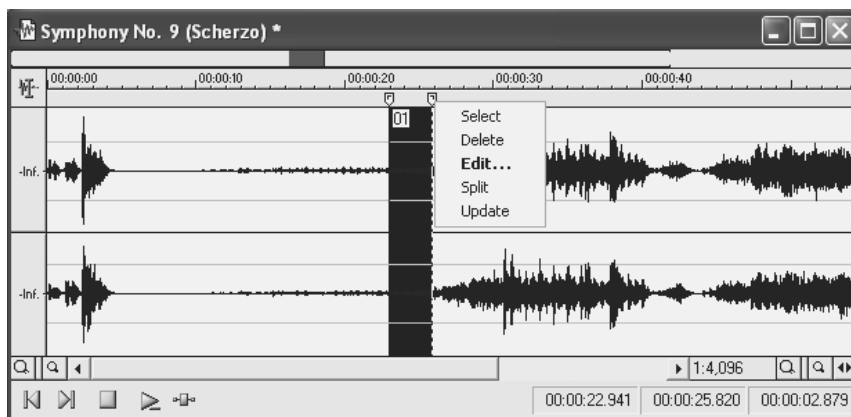 Symphony No. 9 (Scherzo) *
00:00:00 00:00:10 00:00:20 00:00:30 00:00:40
01
Select
Delete
Edit...
Split
Update
-Inf.
-Inf.
1:4,096
00:00:22.941 00:00:25.820 00:00:02.879